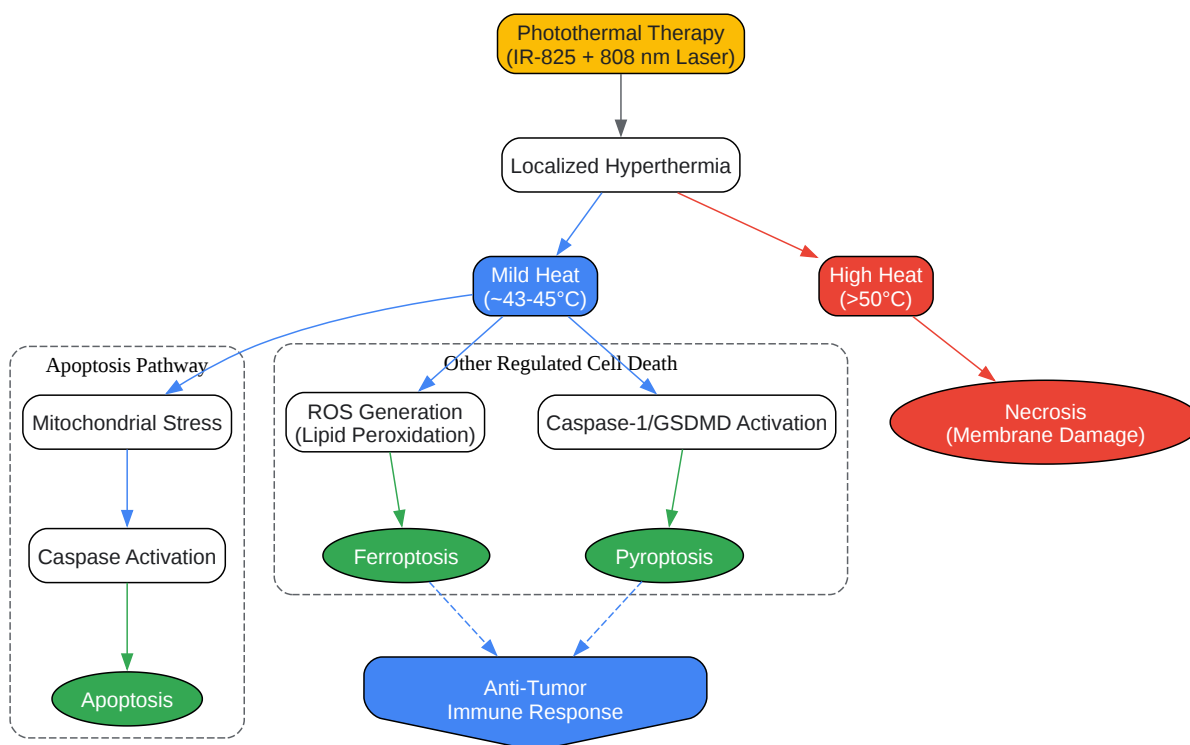 Photothermal Therapy
(IR-825 + 808 nm Laser)
Localized Hyperthermia
Mild Heat
(~43-45°C)
High Heat
(>50°C)
Apoptosis Pathway
Other Regulated Cell Death
Mitochondrial Stress
ROS Generation
(Lipid Peroxidation)
Caspase-1/GSDMD Activation
Necrosis
(Membrane Damage)
Caspase Activation
Ferroptosis
Pyroptosis
Apoptosis
Anti-Tumor
Immune Response